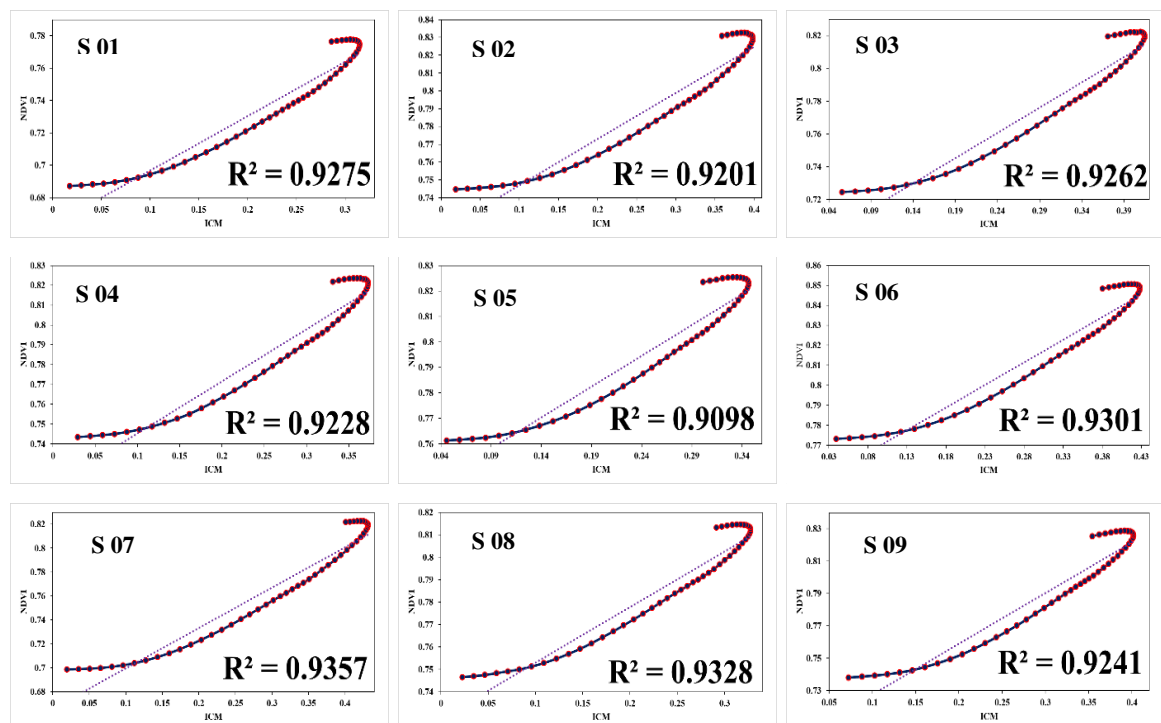 S 01
NDVI
0.78
0.76
0.74
0.72
0.7
0.68
R² = 0.9275
0 0.05 0.1 0.15 0.2 0.25 0.3
ICM
S 02
NDVI
0.84
0.83
0.82
0.81
0.8
0.79
0.78
0.77
0.76
0.75
0.74
R² = 0.9201
0 0.05 0.1 0.15 0.2 0.25 0.3 0.35 0.4
ICM
S 03
NDVI
0.82
0.8
0.78
0.76
0.74
0.72
R² = 0.9262
0.04 0.09 0.14 0.19 0.24 0.29 0.34 0.39
ICM
S 04
NDVI
0.83
0.82
0.81
0.8
0.79
0.78
0.77
0.76
0.75
0.74
R² = 0.9228
0 0.05 0.1 0.15 0.2 0.25 0.3 0.35
ICM
S 05
NDVI
0.83
0.82
0.81
0.8
0.79
0.78
0.77
0.76
R² = 0.9098
0.04 0.09 0.14 0.19 0.24 0.29 0.34
ICM
S 06
NDVI
0.86
0.85
0.84
0.83
0.82
0.81
0.8
0.79
0.78
0.77
R² = 0.9301
0.03 0.08 0.13 0.18 0.23 0.28 0.33 0.38 0.43
ICM
S 07
NDVI
0.82
0.8
0.78
0.76
0.74
0.72
0.7
0.68
R² = 0.9357
0 0.1 0.2 0.3 0.4
ICM
S 08
NDVI
0.82
0.81
0.8
0.79
0.78
0.77
0.76
0.75
0.74
R² = 0.9328
0 0.05 0.1 0.15 0.2 0.25 0.3
ICM
S 09
NDVI
0.83
0.81
0.79
0.77
0.75
0.73
R² = 0.9241
0.05 0.1 0.15 0.2 0.25 0.3 0.35 0.4
ICM